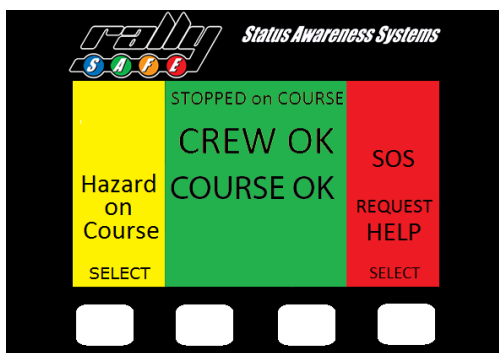 rally
SAFE
Status Awareness Systems
STOPPED on COURSE
CREW OK
COURSE OK
Hazard
on
Course
SELECT
SOS
REQUEST
HELP
SELECT